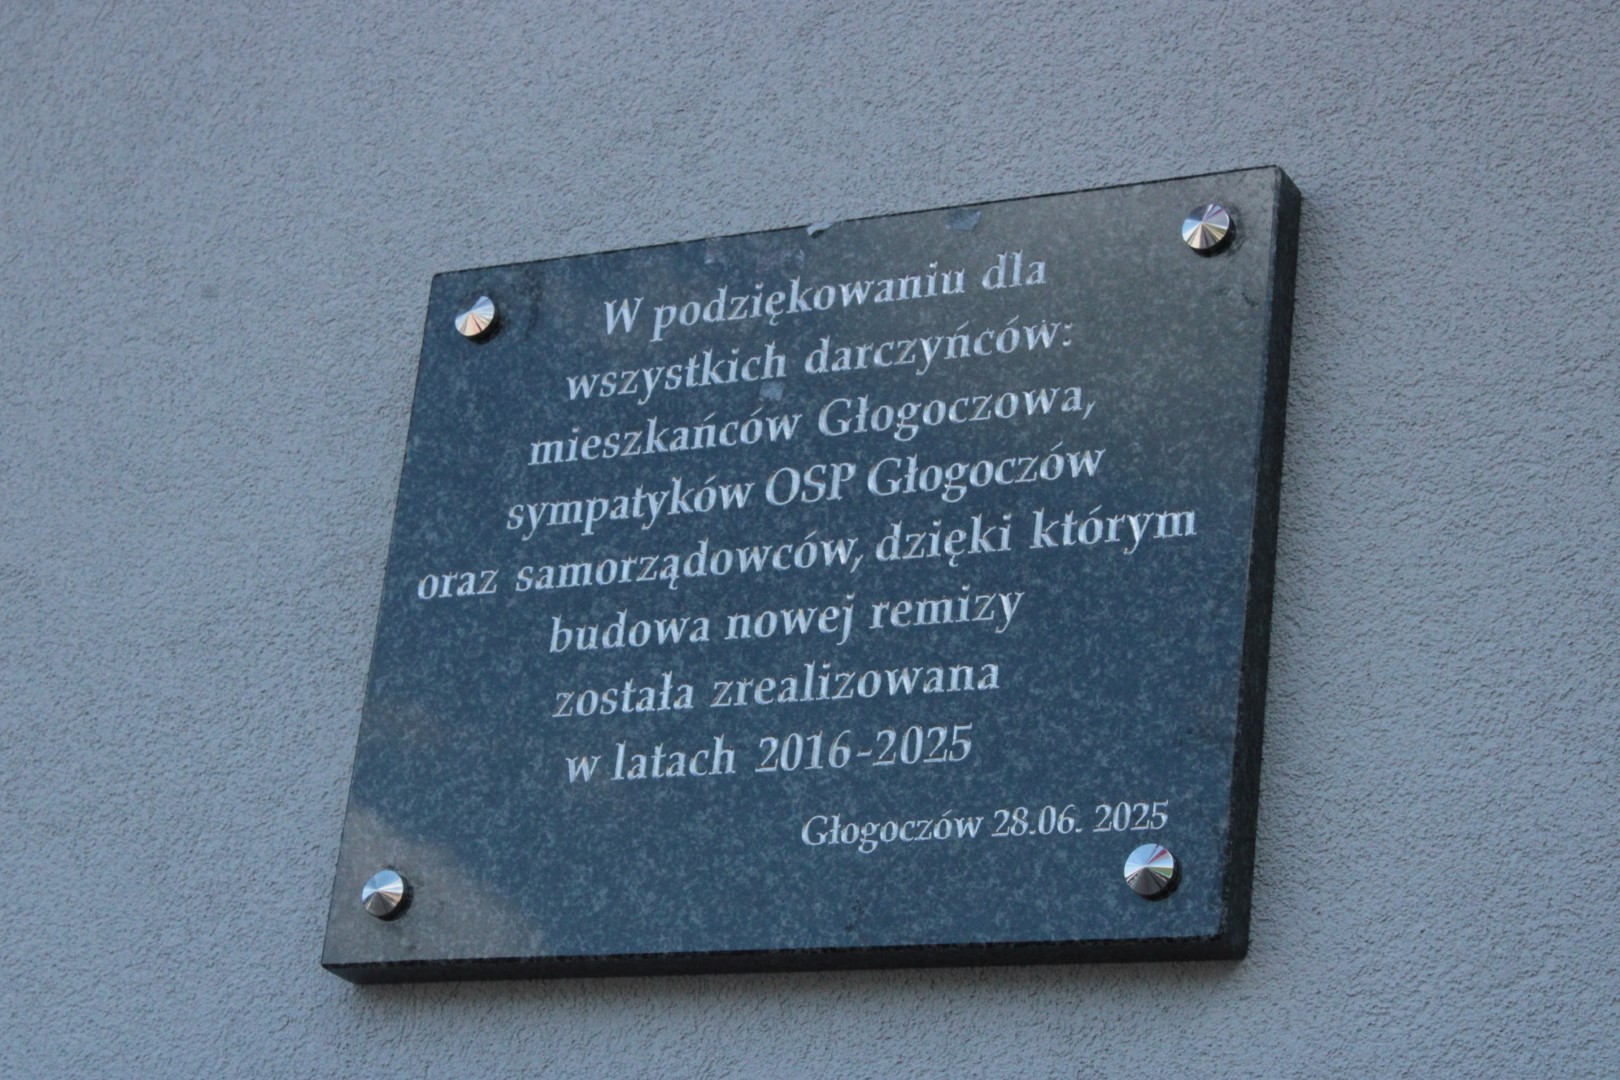 W podziękowaniu dla
wszystkich darczyńców:
mieszkańców Głogoczowa,
sympatyków OSP Głogoczów
oraz samorządowców, dzięki którym
budowa nowej remizy
została zrealizowana
w latach 2016-2025
Głogoczów 28.06. 2025